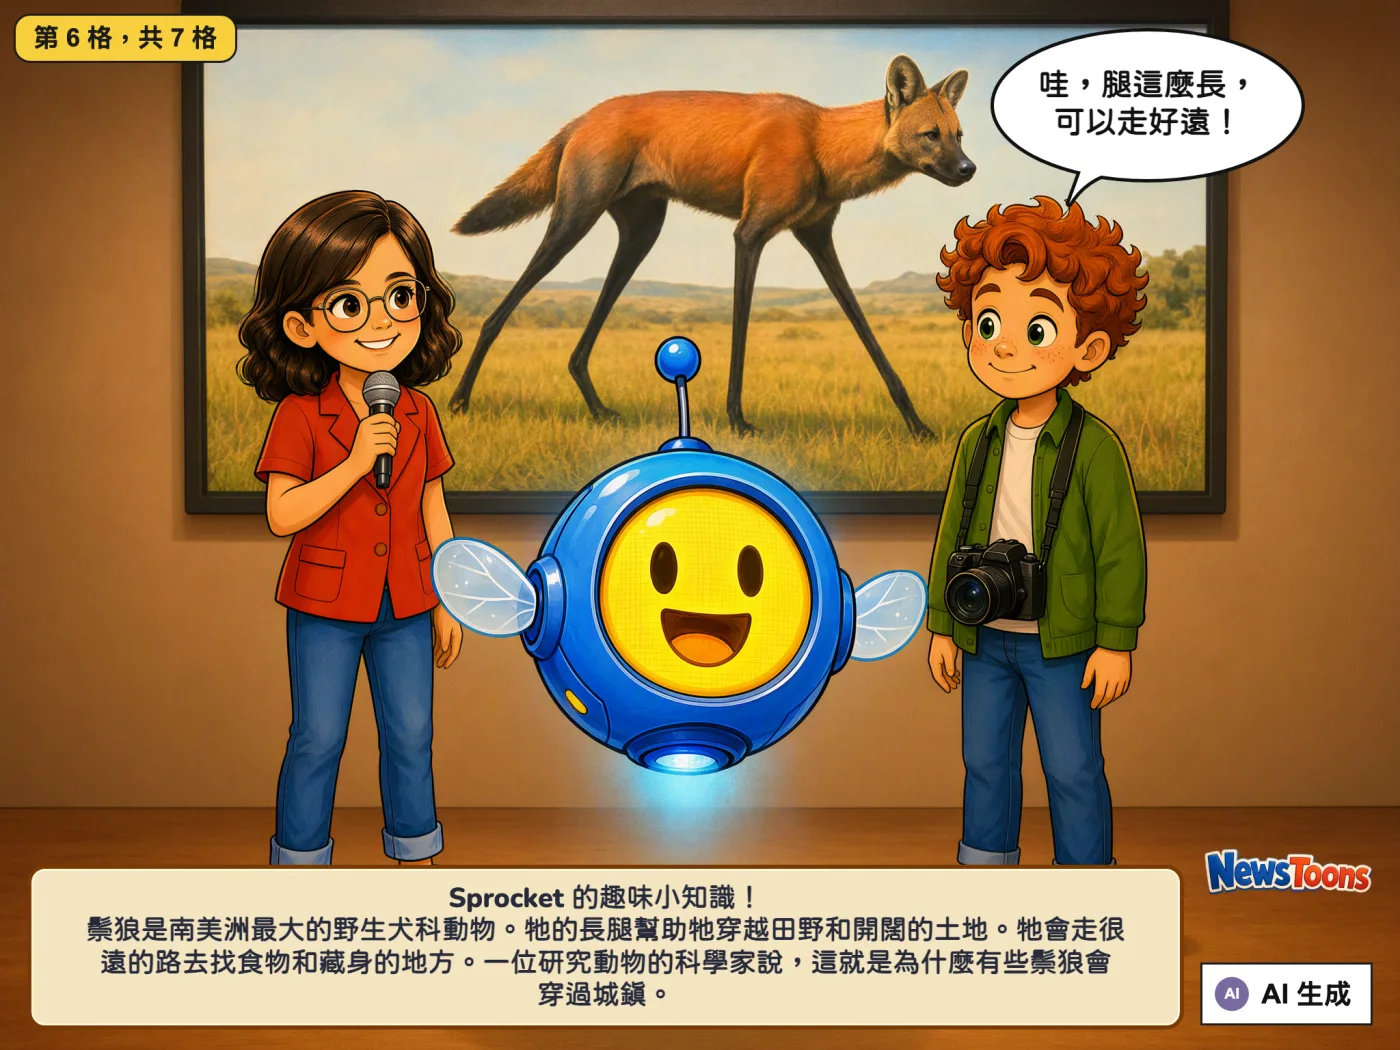 第 6 格，共 7 格
哇，腿這麼長，
可以走好遠！
Sprocket 的趣味小知識！
鬃狼是南美洲最大的野生犬科動物。牠的長腿幫助牠穿越田野和開闊的土地。牠會走很
遠的路去找食物和藏身的地方。一位研究動物的科學家說，這就是為什麼有些鬃狼會
穿過城鎮。
NewsToons
AI AI 生成